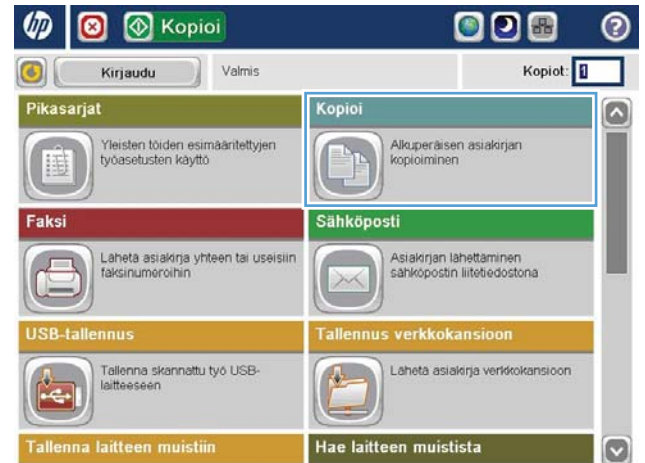 hp Kopioi ?
Kirjaudu Valmis Kopiot: 1
Pikasarjat
Yleisten töiden esimääritettyjen
työasetusten käyttö
Kopioi
Alkuperäisen asiakirjan
kopioiminen
Faksi
Lähetä asiakirja yhteen tai useisiin
faksinumeroihin
Sähköposti
Asiakirjan lähettäminen
sähköpostin liitetiedostona
USB-tallennus
Tallenna skannattu työ USB-
laitteeseen
Tallennus verkkokansioon
Lähetä asiakirja verkkokansioon
Tallenna laitteen muistiin
Hae laitteen muistista